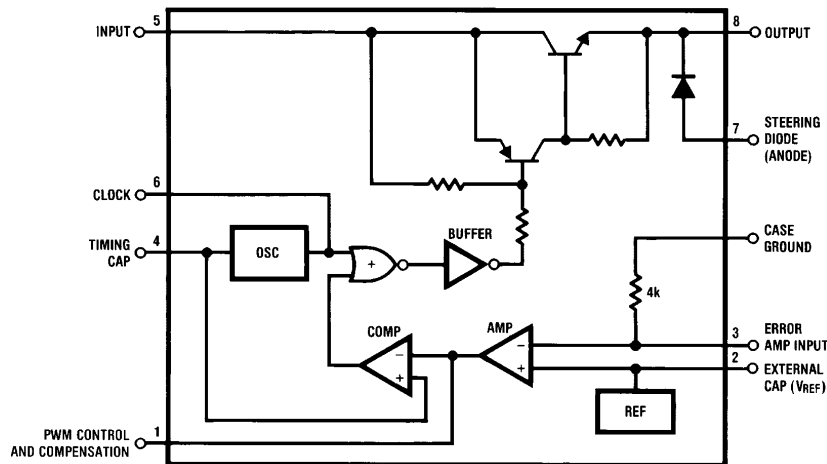 INPUT 5
8 OUTPUT
7 STEERING
DIODE
(ANODE)
CLOCK 6
TIMING 4
CAP
OSC
+
BUFFER
CASE
GROUND
4k
COMP
-
+
AMP
-
+
3 ERROR
AMP INPUT
2 EXTERNAL
CAP (VREF)
REF
PWM CONTROL 1
AND COMPENSATION